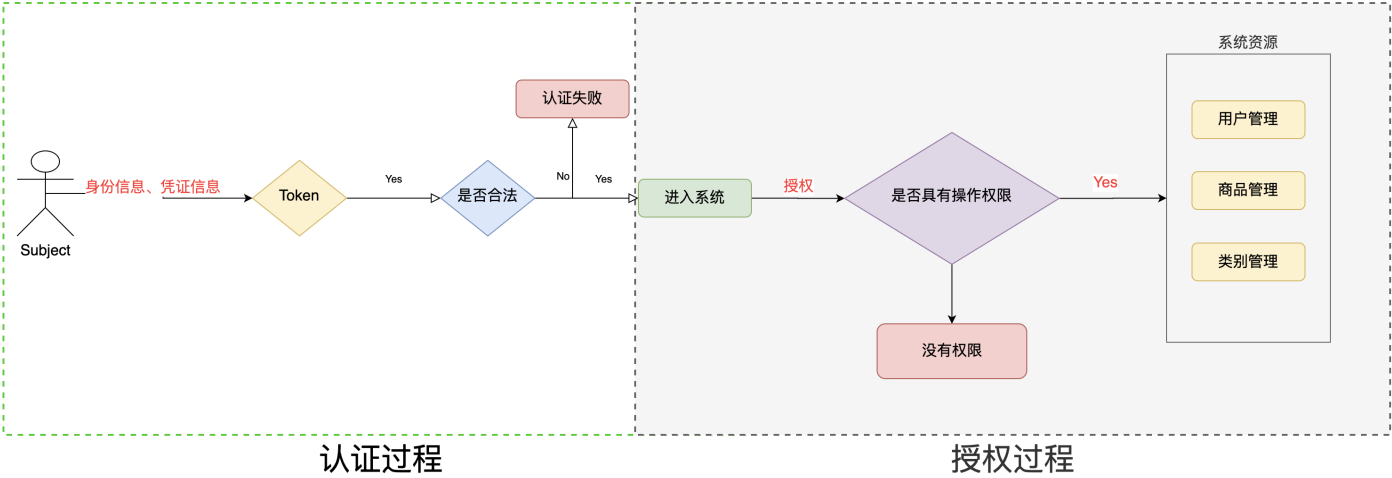 系统资源
认证失败
用户管理
身份信息、凭证信息
Token
Yes
是否合法
No
Yes
进入系统
授权
是否具有操作权限
Yes
商品管理
Subject
类别管理
没有权限
认证过程
授权过程